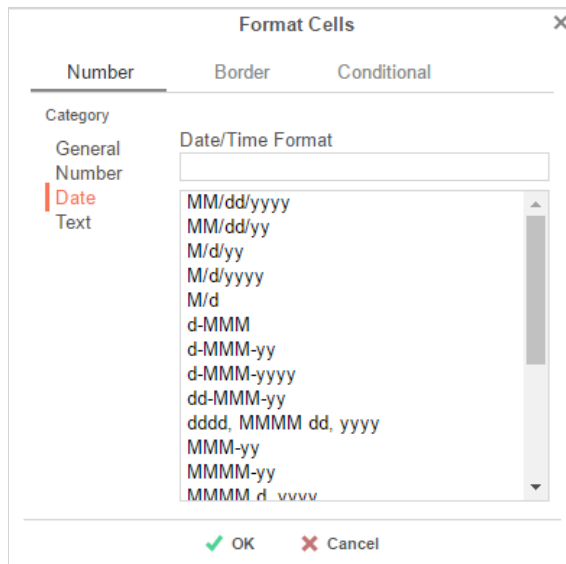 Format Cells
Number Border Conditional
Category
General
Number
Date
Text
Date/Time Format
MM/dd/yyyy
MM/dd/yy
M/d/yy
M/d/yyyy
M/d
d-MMM
d-MMM-yy
d-MMM-yyyy
dd-MMM-yy
dddd, MMMM dd, yyyy
MMM-yy
MMMM-yy
MMMM d, yyyy
OK Cancel